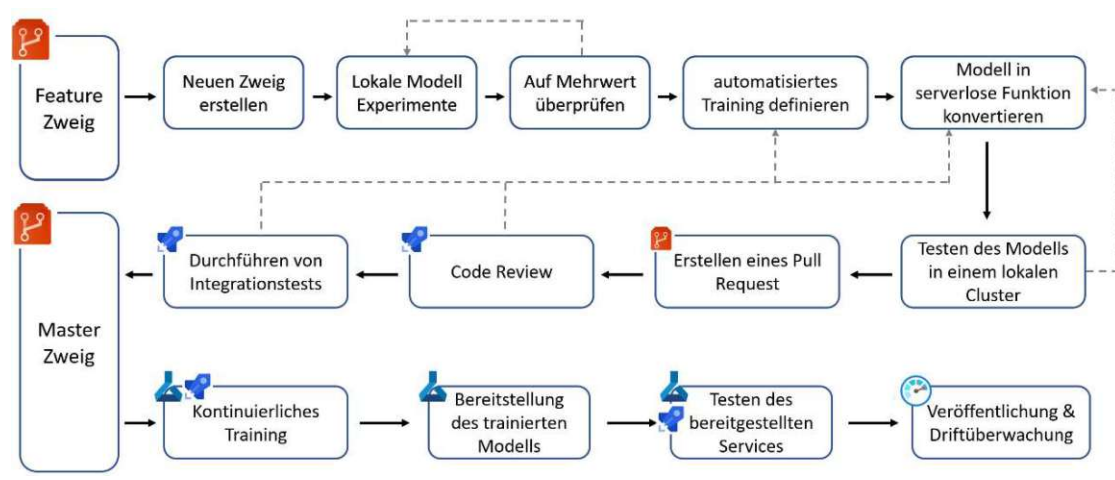 Feature
Zweig
Neuen Zweig
erstellen
Lokale Modell
Experimente
Auf Mehrwert
überprüfen
automatisiertes
Training definieren
Modell in
serverlose Funktion
konvertieren
Testen des Modells
in einem lokalen
Cluster
Erstellen eines Pull
Request
Code Review
Durchführen von
Integrationstests
Master
Zweig
Kontinuierliches
Training
Bereitstellung
des trainierten
Modells
Testen des
bereitgestellten
Services
Veröffentlichung &
Driftüberwachung